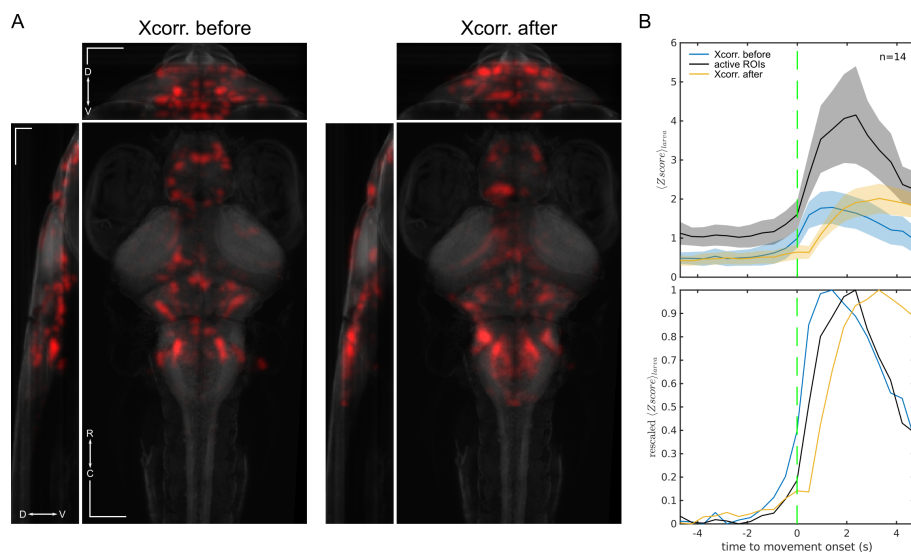 A
Xcorr. before
Xcorr. after
D
V
R
C
D
V
B
Xcorr. before
active ROIs
Xcorr. after
n=14
⟨Zscore⟩larva
6
5
4
3
2
1
0
rescaled ⟨Zscore⟩larva
1
0.9
0.8
0.7
0.6
0.5
0.4
0.3
0.2
0.1
0
-4
-2
0
2
4
time to movement onset (s)